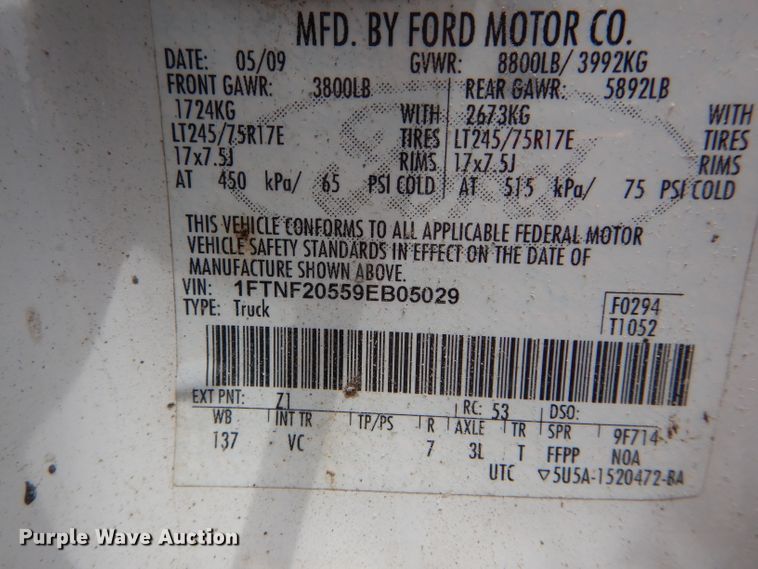 MFD. BY FORD MOTOR CO.
DATE: 05/09 GVWR: 8800LB/ 3992KG
FRONT GAWR: 3800LB REAR GAWR: 5892LB
1724KG WITH 2673KG WITH
LT245/75R17E TIRES LT245/75R17E TIRES
17x7.5J RIMS 17x7.5J RIMS
AT 450 kPa/ 65 PSI COLD AT 515 kPa/ 75 PSI COLD
THIS VEHICLE CONFORMS TO ALL APPLICABLE FEDERAL MOTOR
VEHICLE SAFETY STANDARDS IN EFFECT ON THE DATE OF
MANUFACTURE SHOWN ABOVE.
VIN: 1FTNF20559EB05029
TYPE: Truck
F0294
T1052
EXT PNT: Z1 RC: 53 DSO:
WB INT TR TP/PS R AXLE TR SPR 9F714
137 VC 7 3L T FFPP NOA
UTC ▽5U5A-1520472-BA
Purple Wave Auction